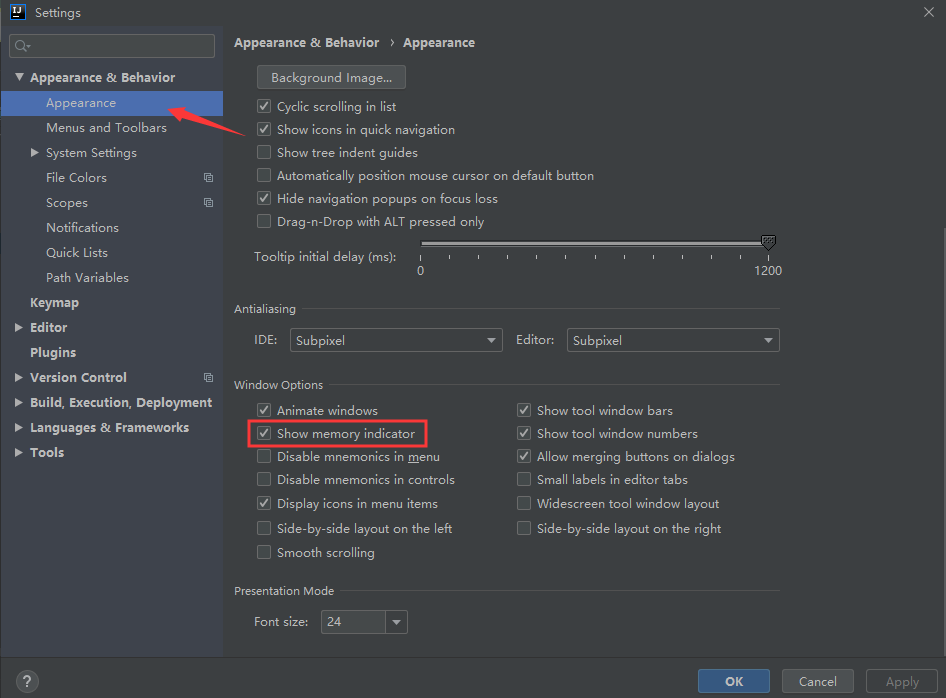 IJ
Settings
Appearance & Behavior
Appearance
Menus and Toolbars
System Settings
File Colors
Scopes
Notifications
Quick Lists
Path Variables
Keymap
Editor
Plugins
Version Control
Build, Execution, Deployment
Languages & Frameworks
Tools
Appearance & Behavior › Appearance
Background Image...
Cyclic scrolling in list
Show icons in quick navigation
Show tree indent guides
Automatically position mouse cursor on default button
Hide navigation popups on focus loss
Drag-n-Drop with ALT pressed only
Tooltip initial delay (ms):
0 1200
Antialiasing
IDE: Subpixel Editor: Subpixel
Window Options
Animate windows Show tool window bars
Show memory indicator Show tool window numbers
Disable mnemonics in menu Allow merging buttons on dialogs
Disable mnemonics in controls Small labels in editor tabs
Display icons in menu items Widescreen tool window layout
Side-by-side layout on the left Side-by-side layout on the right
Smooth scrolling
Presentation Mode
Font size: 24
? OK Cancel Apply